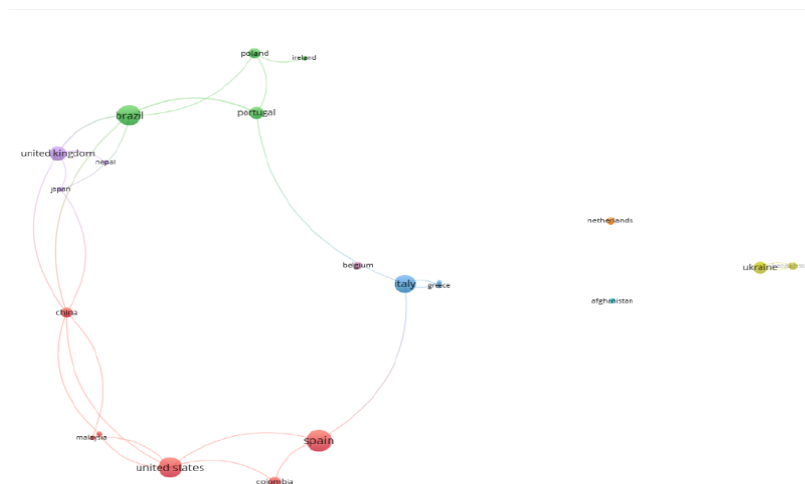 poland
ireland
brazil
portugal
united kingdom
nepal
japan
netherlands
belgium
ukraine
italy
greece
afghanistan
china
malaysia
spain
united states
colombia